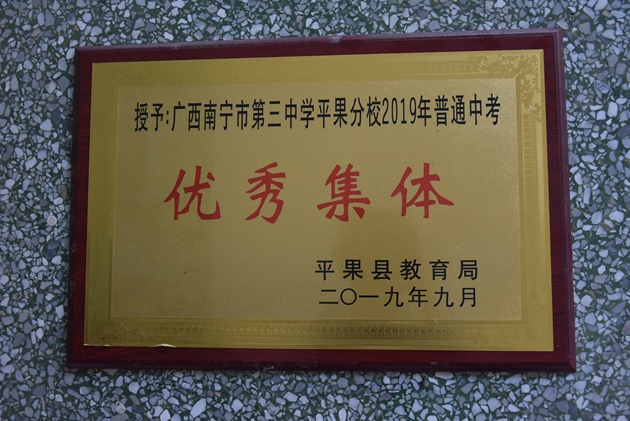 授予:广西南宁市第三中学平果分校2019年普通中考
优秀集体
平果县教育局
二〇一九年九月